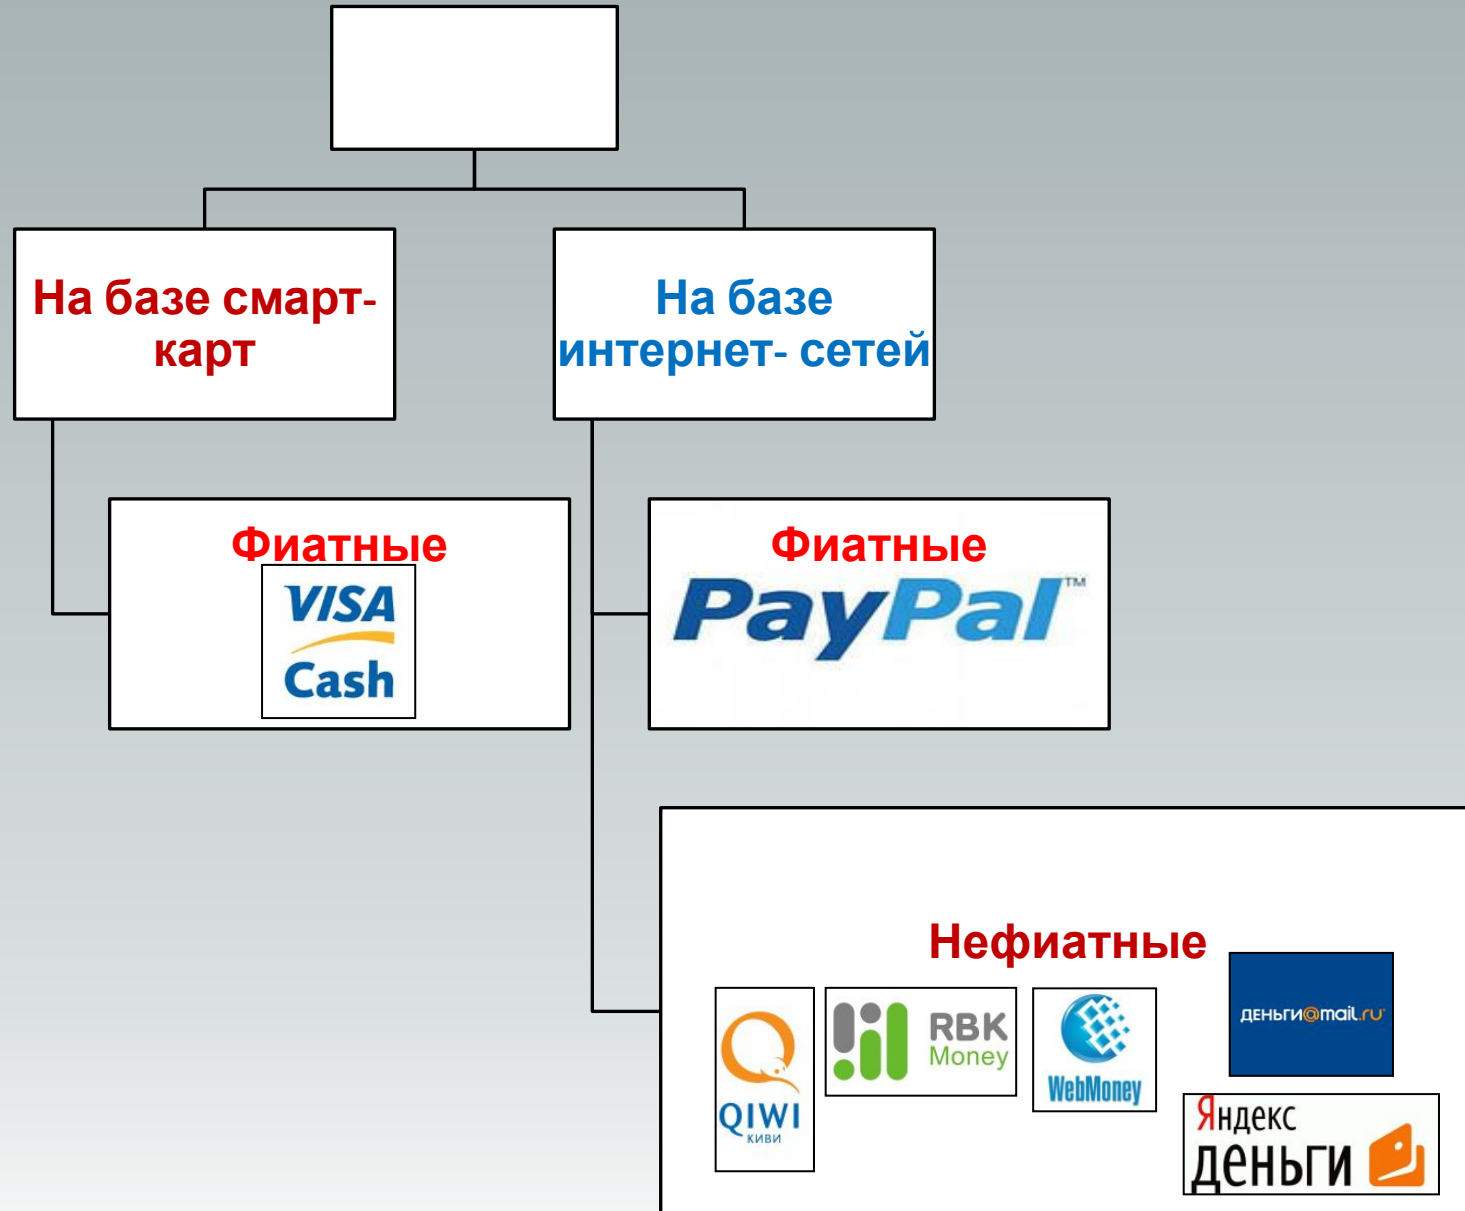 На базе смарт-
карт
На базе
интернет- сетей
Фиатные
VISA
Cash
Фиатные
PayPal™
Нефиатные
QIWI
КИВИ
RBK
Money
WebMoney
деньги@mail.ru
Яндекс
деньги